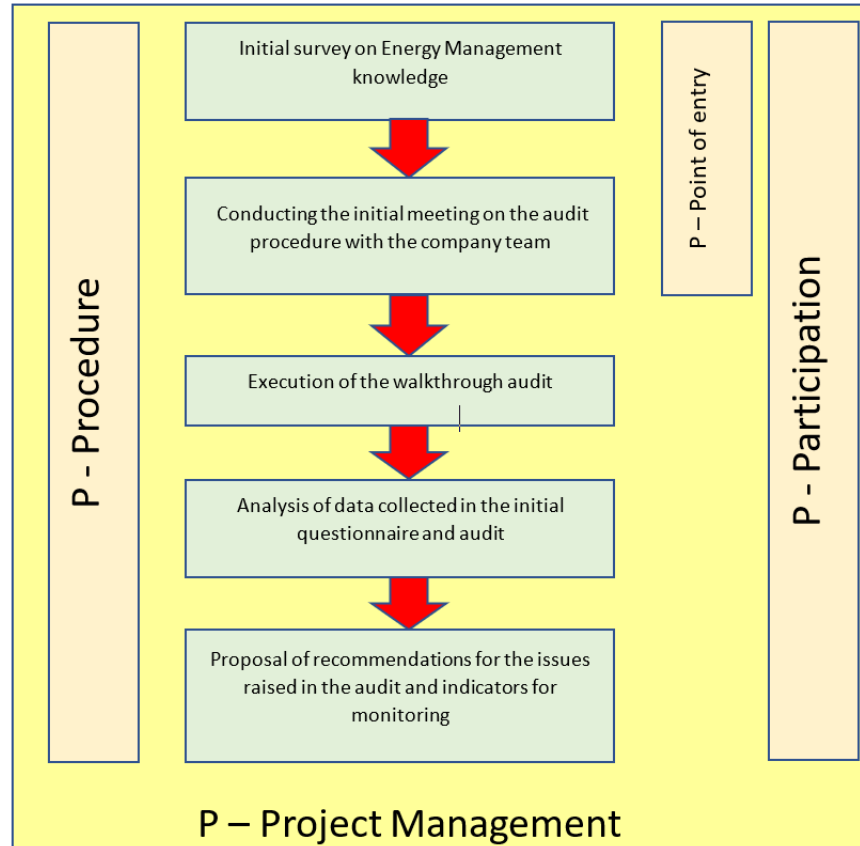 Initial survey on Energy Management
knowledge
Conducting the initial meeting on the audit
procedure with the company team
Execution of the walkthrough audit
Analysis of data collected in the initial
questionnaire and audit
Proposal of recommendations for the issues
raised in the audit and indicators for
monitoring
P - Procedure
P – Point of entry
P - Participation
P – Project Management